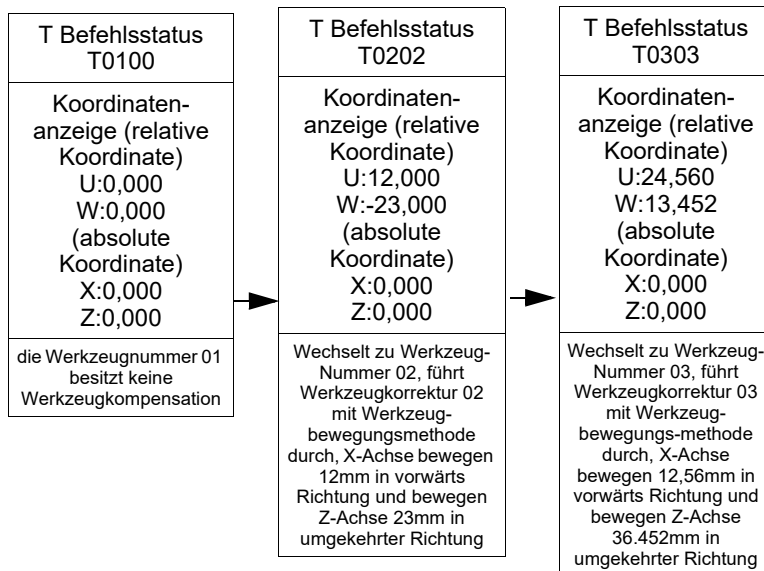 T Befehlsstatus
T0100
Koordinaten-
anzeige (relative
Koordinate)
U:0,000
W:0,000
(absolute
Koordinate)
X:0,000
Z:0,000
die Werkzeugnummer 01
besitzt keine
Werkzeugkompensation
T Befehlsstatus
T0202
Koordinaten-
anzeige (relative
Koordinate)
U:12,000
W:-23,000
(absolute
Koordinate)
X:0,000
Z:0,000
Wechselt zu Werkzeug-
Nummer 02, führt
Werkzeugkorrektur 02
mit Werkzeug-
bewegungsmethode
durch, X-Achse bewegen
12mm in vorwärts
Richtung und bewegen
Z-Achse 23mm in
umgekehrter Richtung
T Befehlsstatus
T0303
Koordinaten-
anzeige (relative
Koordinate)
U:24,560
W:13,452
(absolute
Koordinate)
X:0,000
Z:0,000
Wechselt zu Werkzeug-
Nummer 03, führt
Werkzeugkorrektur 03
mit Werkzeug-
bewegungs-methode
durch, X-Achse
bewegen 12,56mm in
vorwärts Richtung und
bewegen Z-Achse
36.452mm in
umgekehrter Richtung